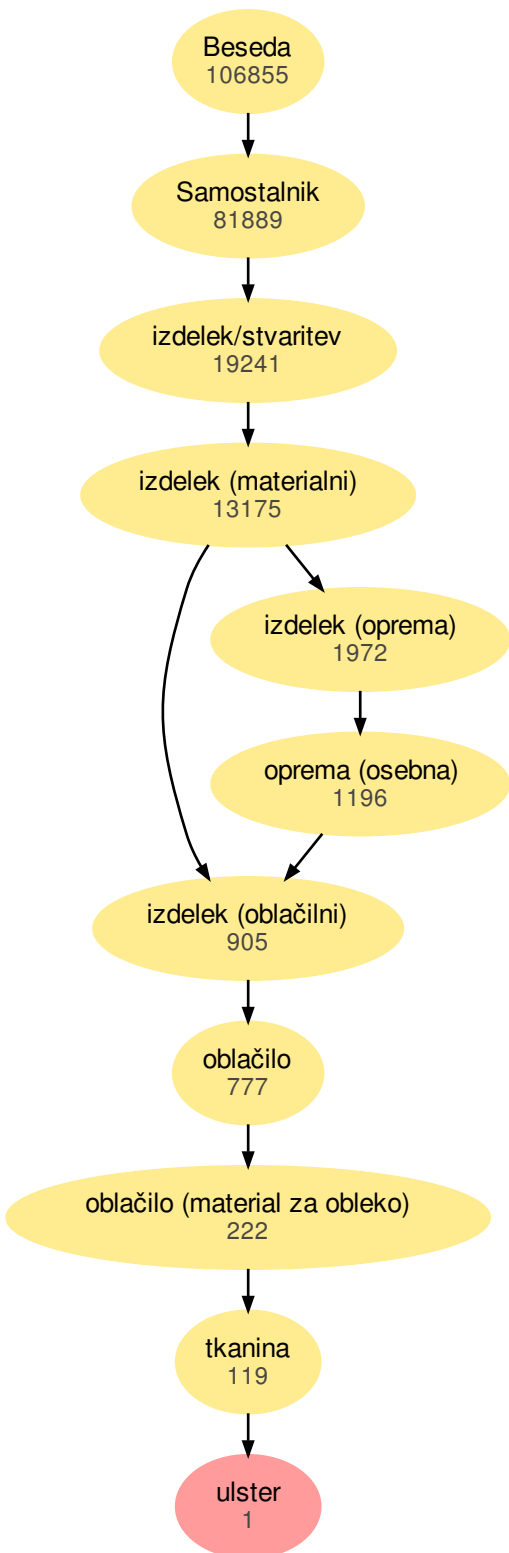 Beseda
106855
Samostalnik
81889
izdelek/stvaritev
19241
izdelek (materialni)
13175
izdelek (oprema)
1972
oprema (osebna)
1196
izdelek (oblačilni)
905
oblačilo
777
oblačilo (material za obleko)
222
tkanina
119
ulster
1